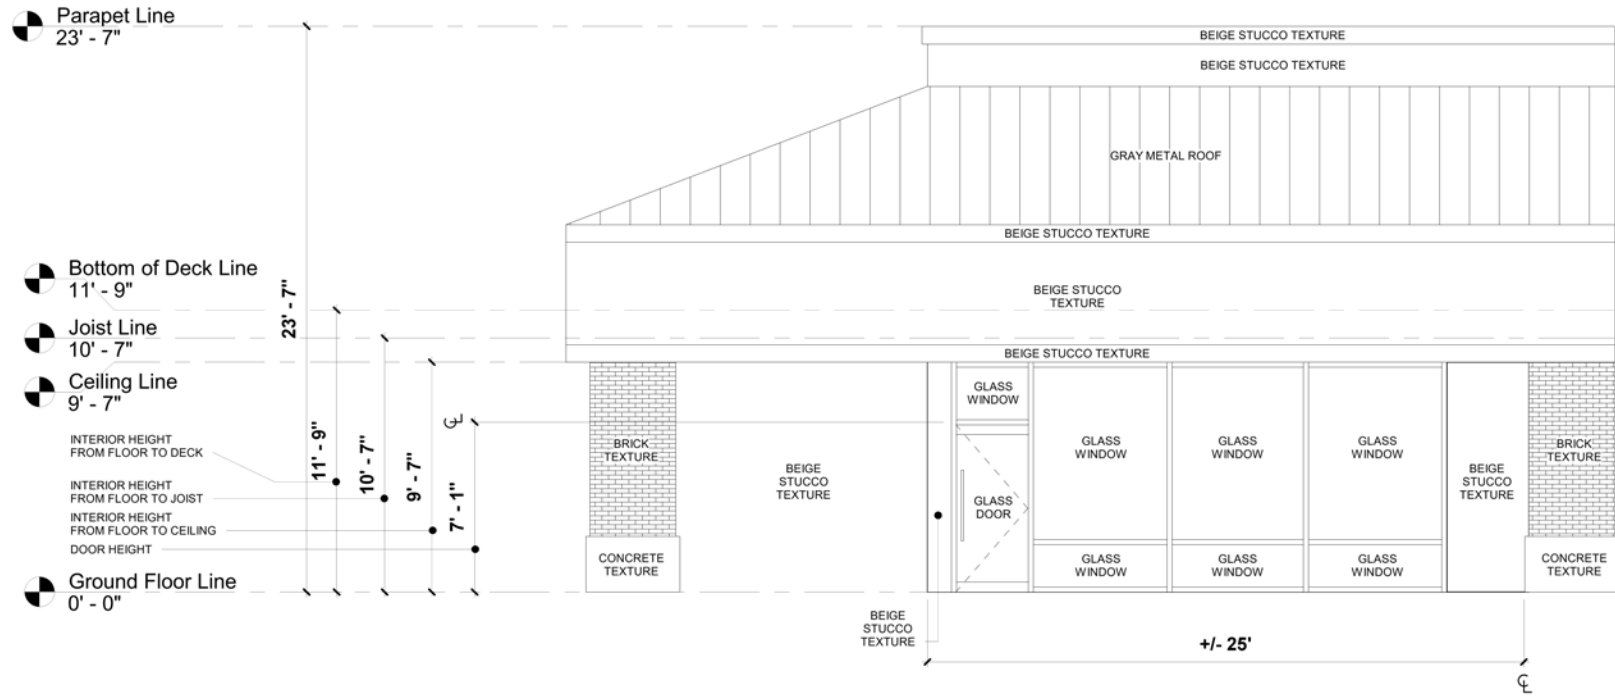 Parapet Line
23' - 7"
BEIGE STUCCO TEXTURE
BEIGE STUCCO TEXTURE
GRAY METAL ROOF
BEIGE STUCCO TEXTURE
Bottom of Deck Line
11' - 9"
23' - 7"
BEIGE STUCCO
TEXTURE
Joist Line
10' - 7"
BEIGE STUCCO TEXTURE
Ceiling Line
9' - 7"
GLASS
WINDOW
INTERIOR HEIGHT
FROM FLOOR TO DECK
INTERIOR HEIGHT
FROM FLOOR TO JOIST
INTERIOR HEIGHT
FROM FLOOR TO CEILING
DOOR HEIGHT
11' - 9"
10' - 7"
9' - 7"
7' - 1"
℄
BRICK
TEXTURE
BEIGE
STUCCO
TEXTURE
GLASS
DOOR
GLASS
WINDOW
GLASS
WINDOW
GLASS
WINDOW
BEIGE
STUCCO
TEXTURE
BRICK
TEXTURE
CONCRETE
TEXTURE
GLASS
WINDOW
GLASS
WINDOW
GLASS
WINDOW
CONCRETE
TEXTURE
Ground Floor Line
0' - 0"
BEIGE
STUCCO
TEXTURE
+/- 25'
℄